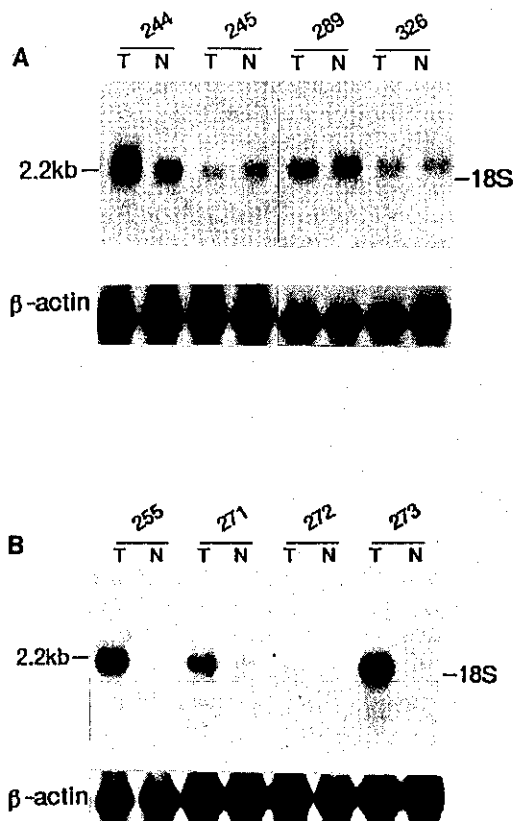 244 245 289 326
A T N T N T N T N
2.2kb– –18S
β-actin
255 271 272 273
B T N T N T N T N
2.2kb– –18S
β-actin